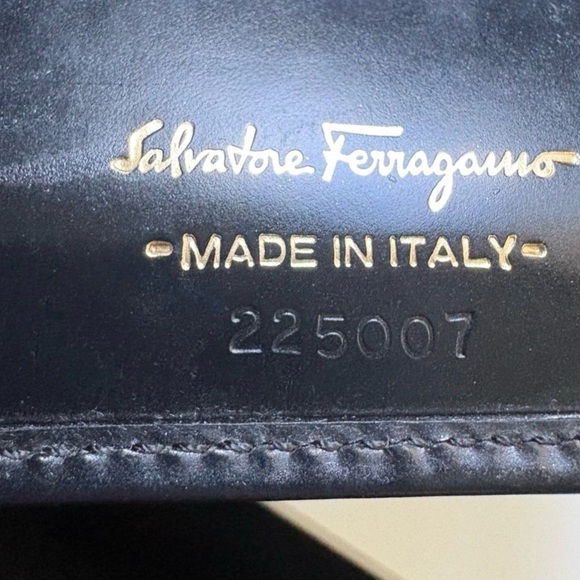 Salvatore Ferragamo
-MADE IN ITALY-
225007